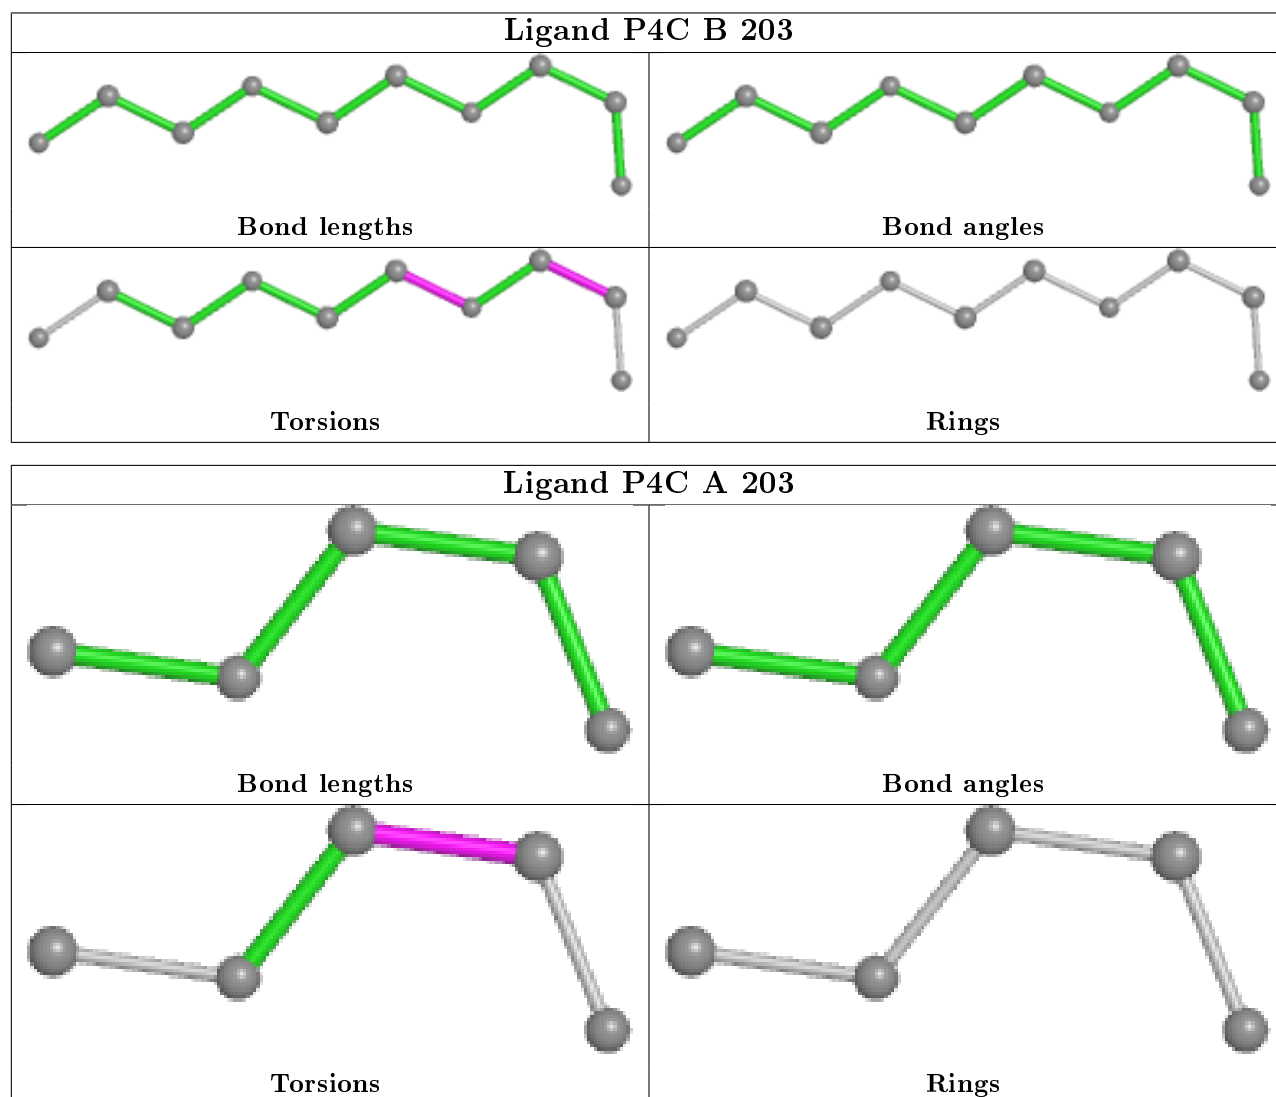 Ligand P4C B 203
Bond lengths
Bond angles
Torsions
Rings
Ligand P4C A 203
Bond lengths
Bond angles
Torsions
Rings